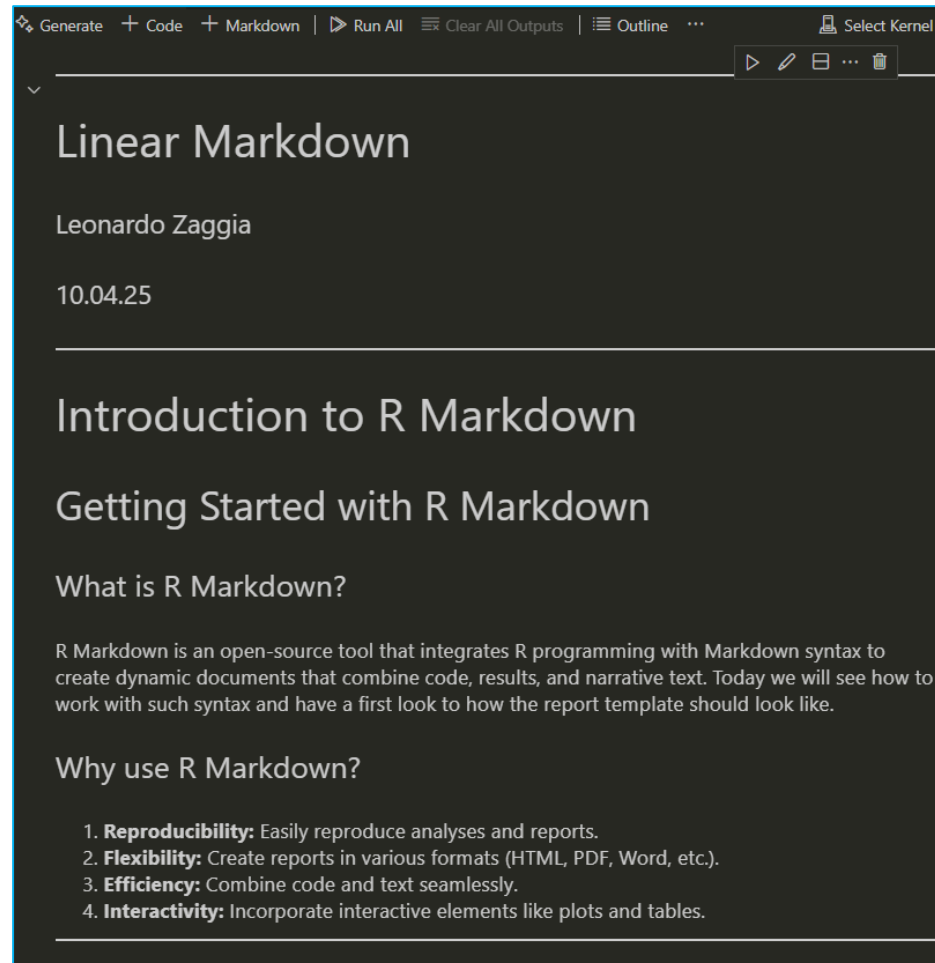 Generate + Code + Markdown | Run All Clear All Outputs | Outline ... Select Kernel
Linear Markdown
Leonardo Zaggia
10.04.25
Introduction to R Markdown
Getting Started with R Markdown
What is R Markdown?
R Markdown is an open-source tool that integrates R programming with Markdown syntax to
create dynamic documents that combine code, results, and narrative text. Today we will see how to
work with such syntax and have a first look to how the report template should look like.
Why use R Markdown?
1. Reproducibility: Easily reproduce analyses and reports.
2. Flexibility: Create reports in various formats (HTML, PDF, Word, etc.).
3. Efficiency: Combine code and text seamlessly.
4. Interactivity: Incorporate interactive elements like plots and tables.